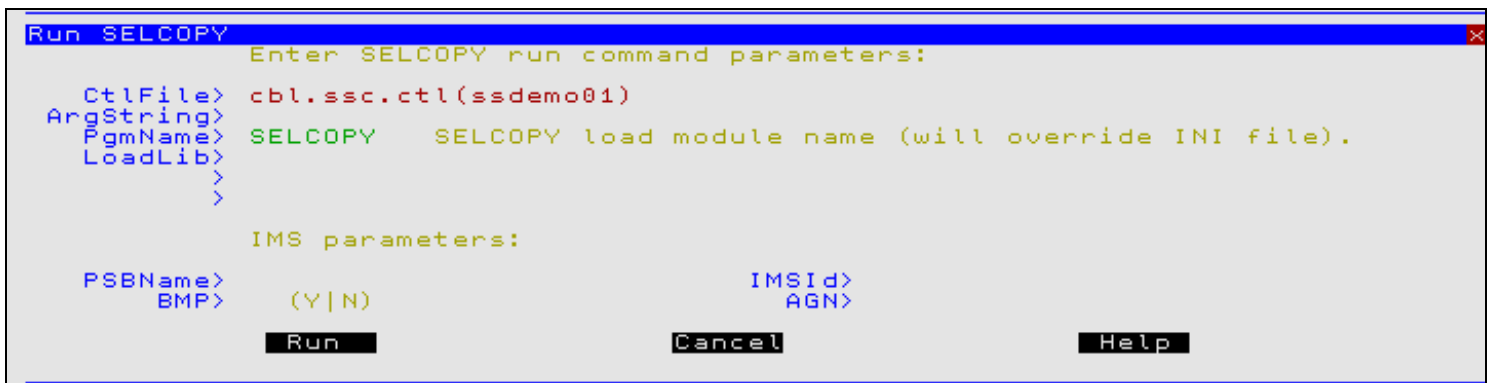 Run SELCOPY
Enter SELCOPY run command parameters:
CtlFile> cbl.ssc.ctl(ssdemo01)
ArgString>
PgmName> SELCOPY SELCOPY load module name (will override INI file).
LoadLib>
>
>
IMS parameters:
PSBName> IMSId>
BMP> (Y|N) AGN>
Run Cancel Help